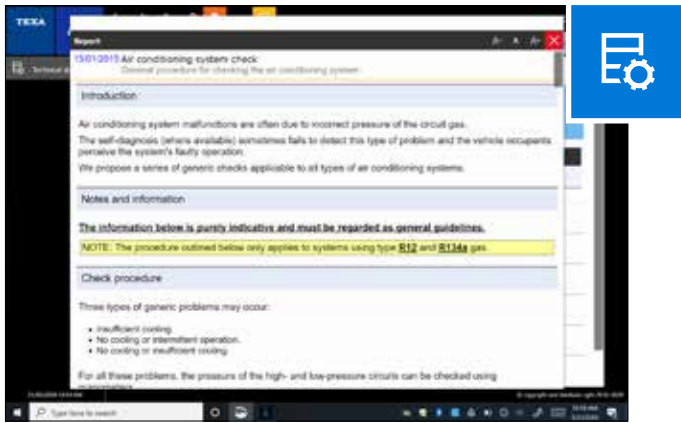 TEXA
Report
A- A A+
15/01/2015 Air conditioning system check
General procedure for checking the air conditioning system
Introduction
Air conditioning system malfunctions are often due to incorrect pressure of the circuit gas.
The self-diagnosis (where available) sometimes fails to detect this type of problem and the vehicle occupants
perceive the system's faulty operation.
We propose a series of generic checks applicable to all types of air conditioning systems.
Notes and information
The information below is purely indicative and must be regarded as general guidelines.
NOTE: The procedure outlined below only applies to systems using type R12 and R134a gas.
Check procedure
Three types of generic problems may occur:
• Insufficient cooling.
• No cooling or intermittent operation.
• No cooling or insufficient cooling
For all these problems, the pressure of the high- and low-pressure circuits can be checked using
Type here to search